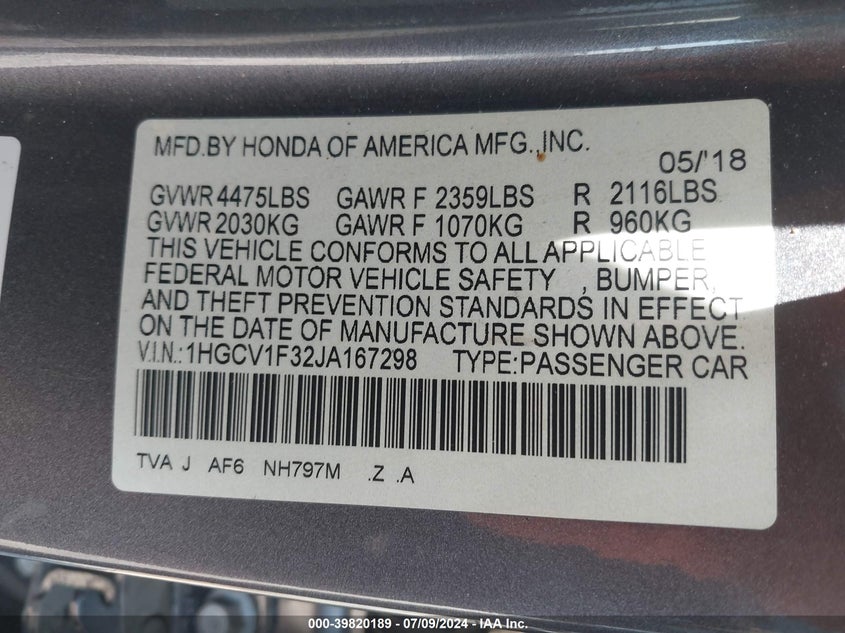 MFD.BY HONDA OF AMERICA MFG.,INC.
05/'18
GVWR 4475LBS GAWR F 2359LBS R 2116LBS
GVWR 2030KG GAWR F 1070KG R 960KG
THIS VEHICLE CONFORMS TO ALL APPLICABLE
FEDERAL MOTOR VEHICLE SAFETY , BUMPER,
AND THEFT PREVENTION STANDARDS IN EFFECT
ON THE DATE OF MANUFACTURE SHOWN ABOVE.
V.I.N.:1HGCV1F32JA167298 TYPE:PASSENGER CAR
TVA J AF6 NH797M .Z .A
000-39820189 - 07/09/2024 - IAA Inc.